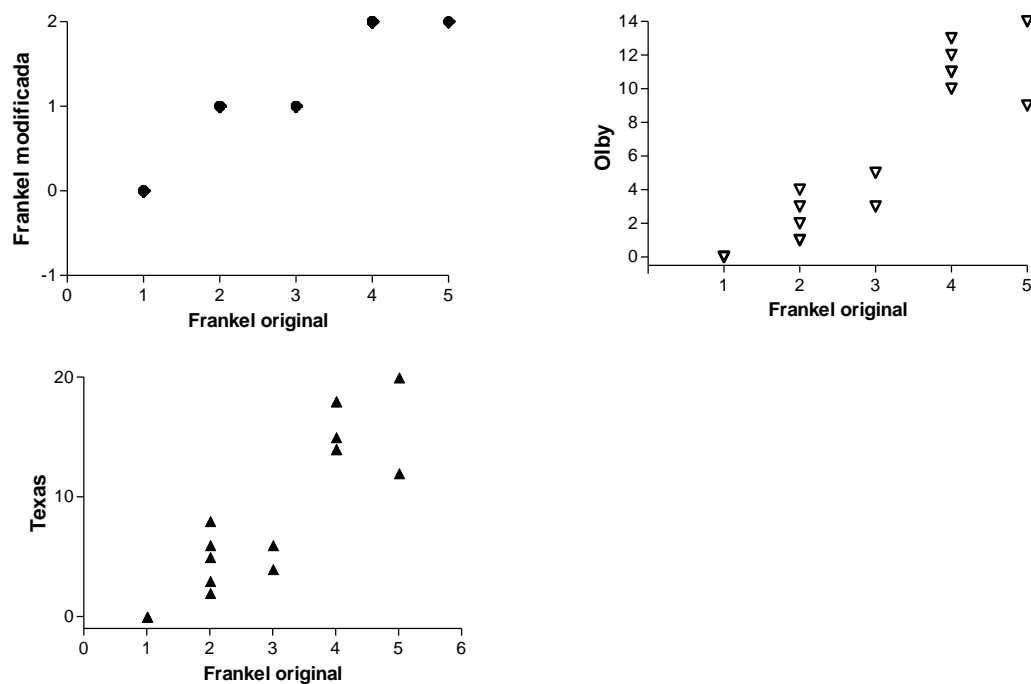 2
1
0
-1
Frankel modificada
0 1 2 3 4 5
Frankel original
14
12
10
8
6
4
2
0
Olby
1 2 3 4 5
Frankel original
20
10
0
Texas
0 1 2 3 4 5 6
Frankel original